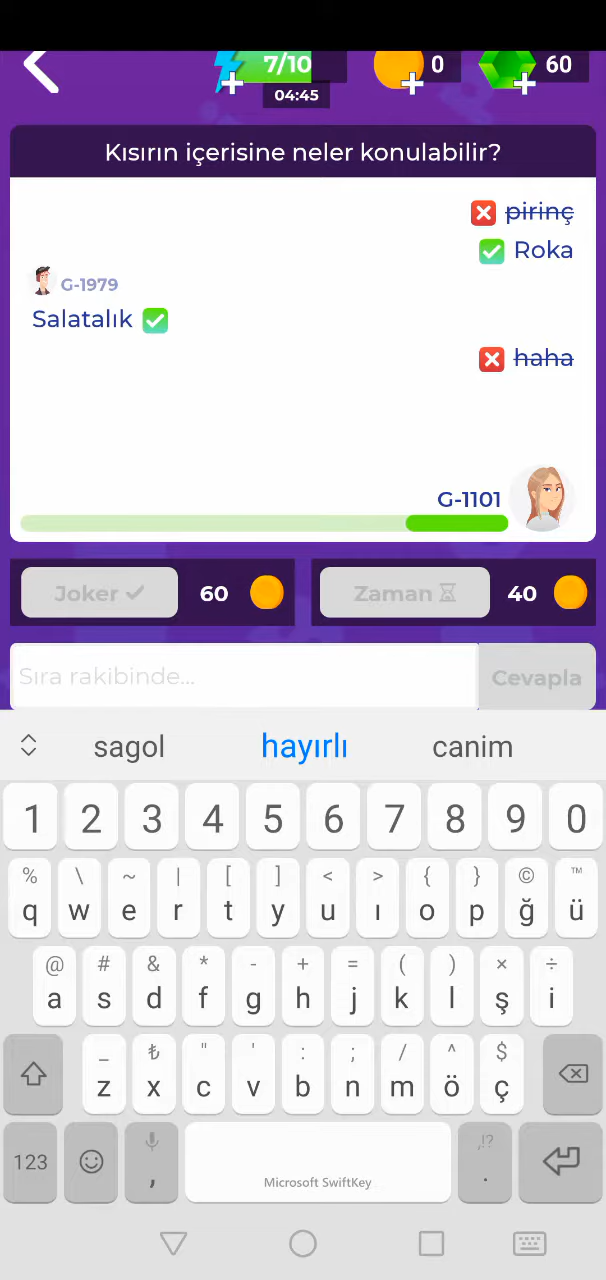 7/10
0
60
04:45
Kısırın içerisine neler konulabilir?
pirinç
Roka
G-1979
Salatalık
haha
G-1101
Joker
60
Zaman
40
Sıra rakibinde...
Cevapla
sagol hayırlı canim
1 2 3 4 5 6 7 8 9 0
% \ ~ | [ ] < > { } © ™
q w e r t y u ı o p ğ ü
@ # & * - + = ( ) × ÷
a s d f g h j k l ş i
_ ₺ " ' : ; / ^ $
z x c v b n m ö ç
,!?
123 , Microsoft SwiftKey .